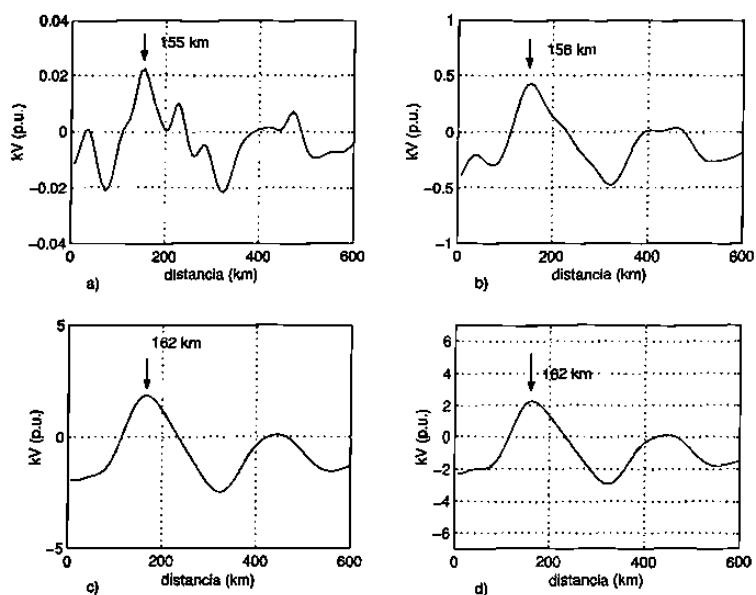 0.04
155 km
0.02
0
−0.02
−0.04
kV (p.u.)
0 200 400 600
distancia (km)
a)
1
156 km
0.5
0
−0.5
−1
kV (p.u.)
0 200 400 600
distancia (km)
b)
5
162 km
0
−5
kV (p.u.)
0 200 400 600
distancia (km)
c)
6
4
162 km
2
0
−2
−4
−6
kV (p.u.)
0 200 400 600
distancia (km)
d)